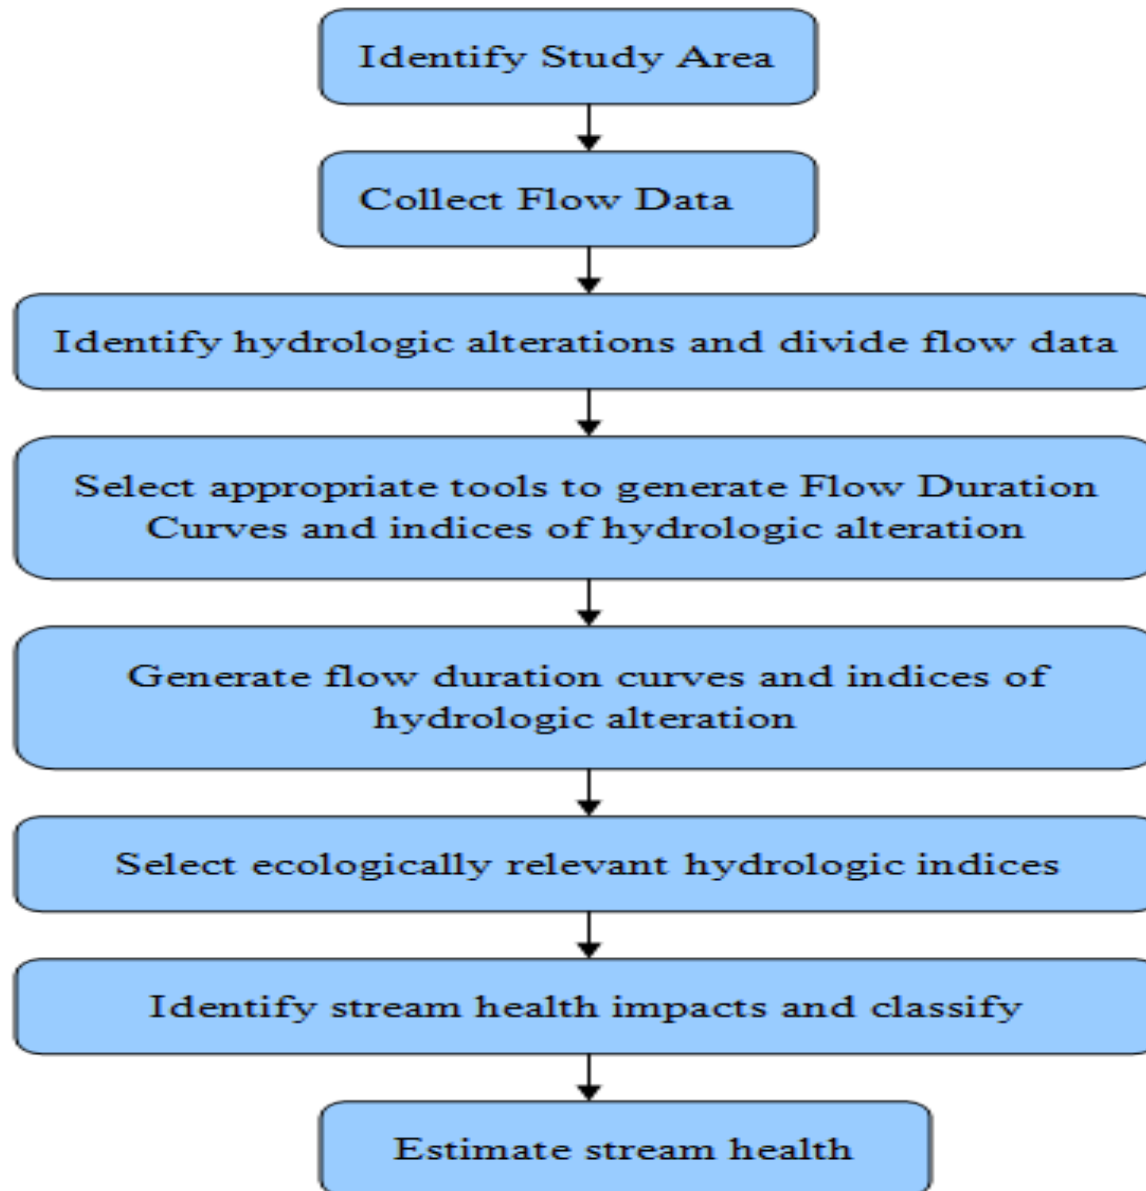 Identify Study Area
Collect Flow Data
Identify hydrologic alterations and divide flow data
Select appropriate tools to generate Flow Duration
Curves and indices of hydrologic alteration
Generate flow duration curves and indices of
hydrologic alteration
Select ecologically relevant hydrologic indices
Identify stream health impacts and classify
Estimate stream health